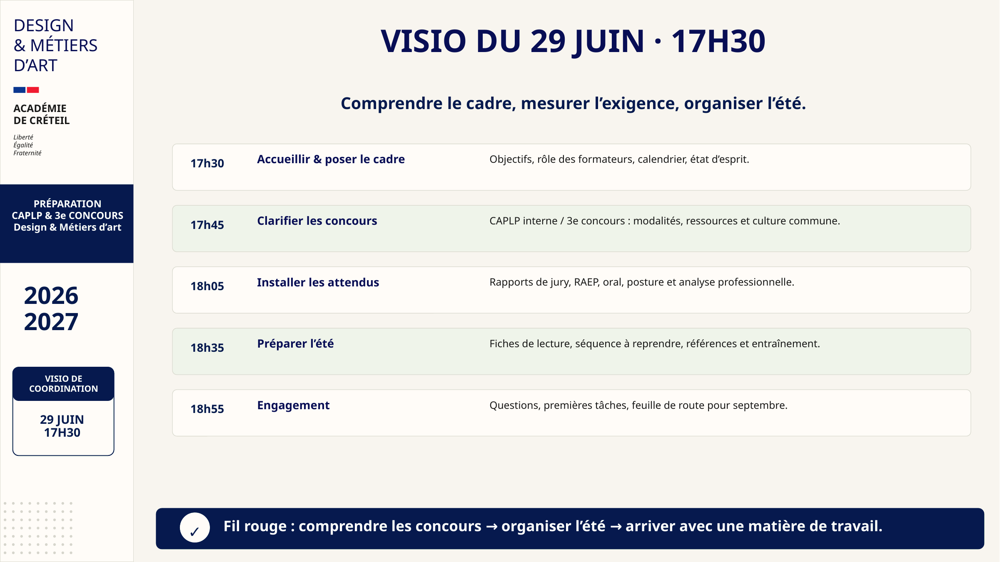 DESIGN
& MÉTIERS
D’ART
ACADÉMIE
DE CRÉTEIL
Liberté
Égalité
Fraternité
PRÉPARATION
CAPLP & 3e CONCOURS
Design & Métiers d’art
2026
2027
VISIO DE
COORDINATION
29 JUIN
17H30
VISIO DU 29 JUIN · 17H30
Comprendre le cadre, mesurer l’exigence, organiser l’été.
17h30 Accueillir & poser le cadre Objectifs, rôle des formateurs, calendrier, état d’esprit.
17h45 Clarifier les concours CAPLP interne / 3e concours : modalités, ressources et culture commune.
18h05 Installer les attendus Rapports de jury, RAEP, oral, posture et analyse professionnelle.
18h35 Préparer l’été Fiches de lecture, séquence à reprendre, références et entraînement.
18h55 Engagement Questions, premières tâches, feuille de route pour septembre.
✓ Fil rouge : comprendre les concours → organiser l’été → arriver avec une matière de travail.